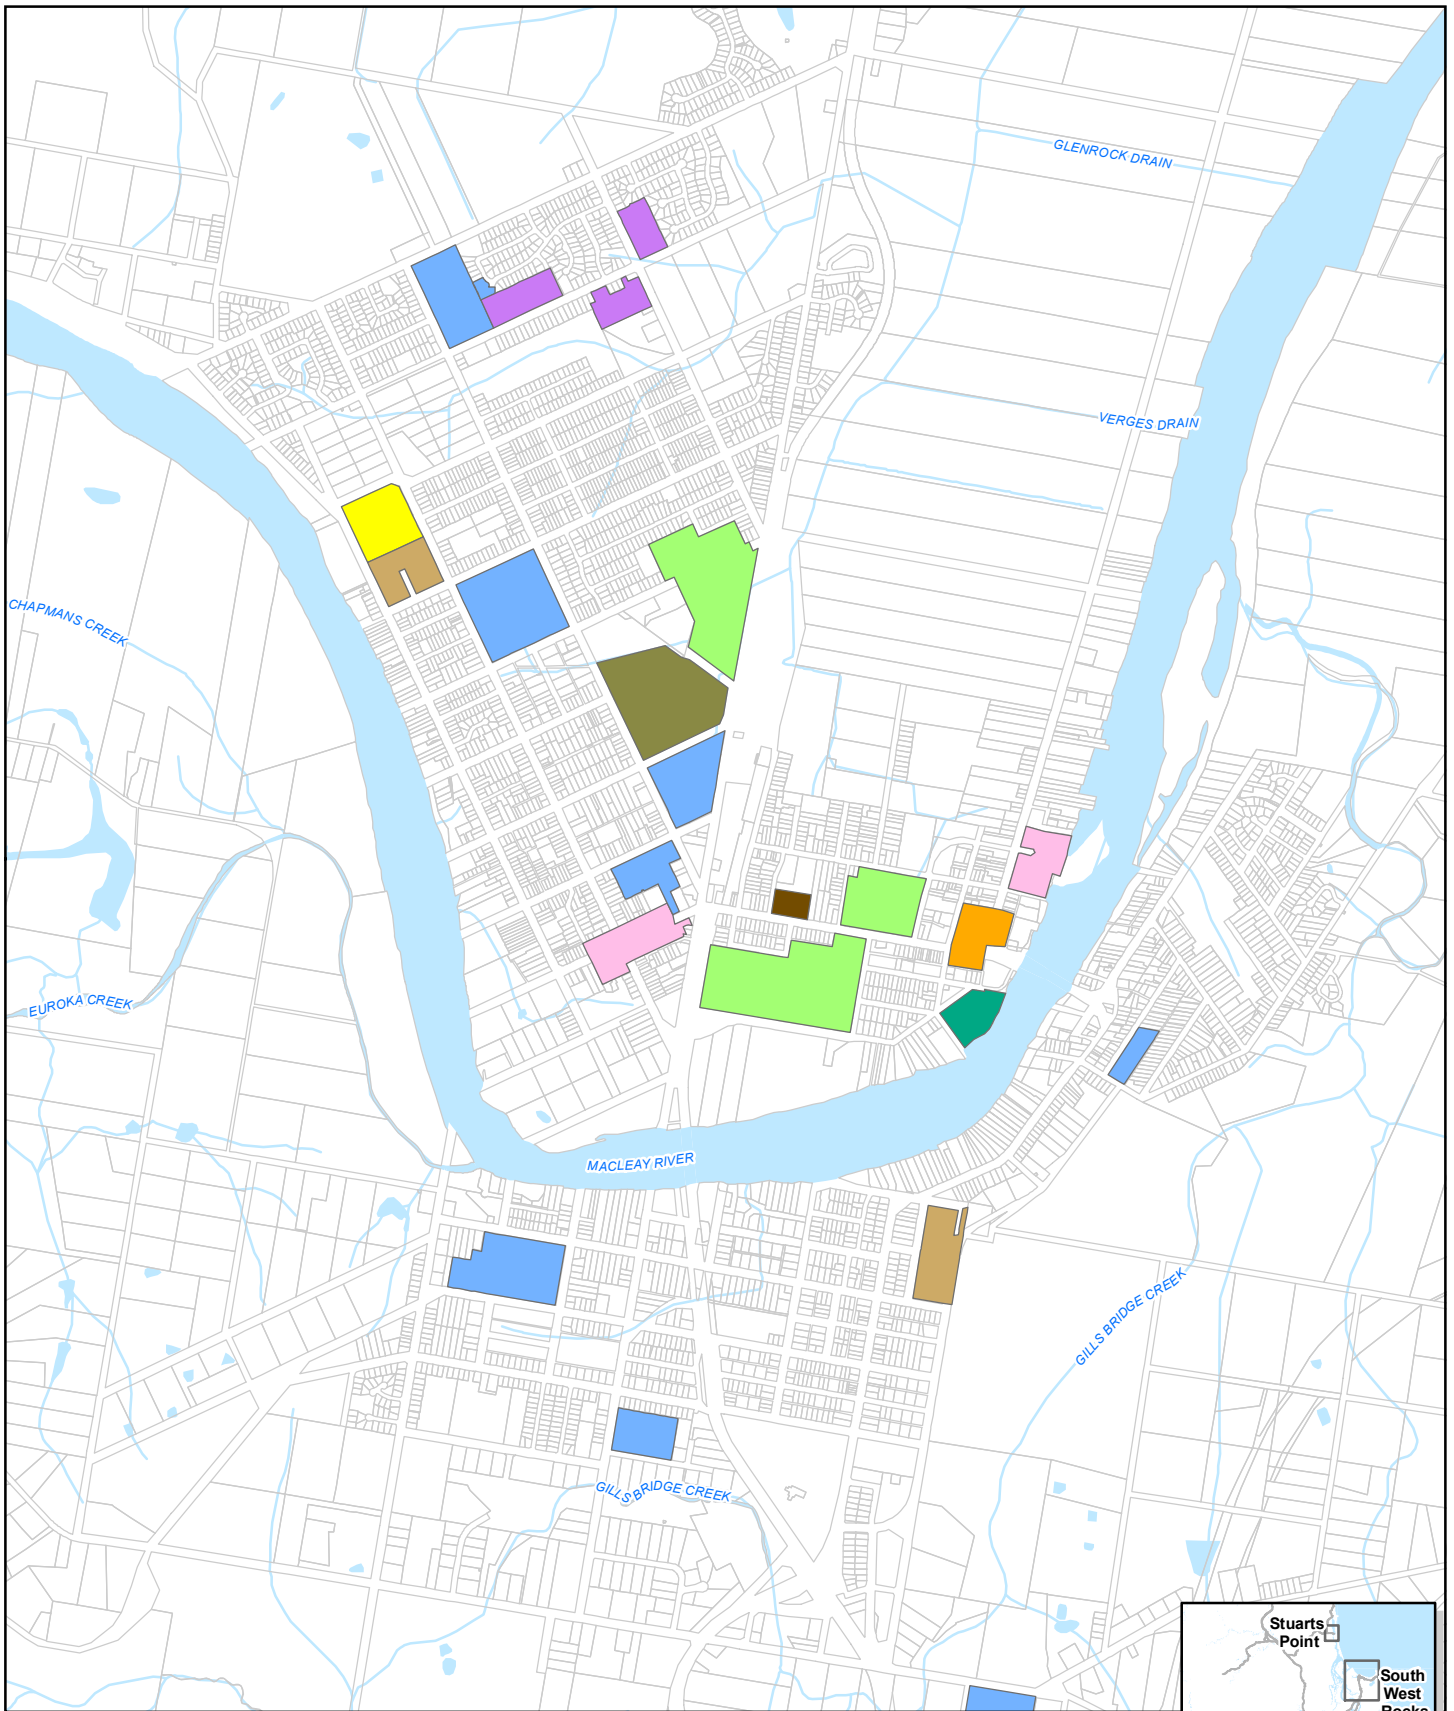 GLENROCK DRAIN
VERGES DRAIN
CHAPMANS CREEK
EUROKA CREEK
MACLEAY RIVER
GILLS BRIDGE CREEK
GILLS BRIDGE CREEK
Stuarts
Point
South
West
Rocks